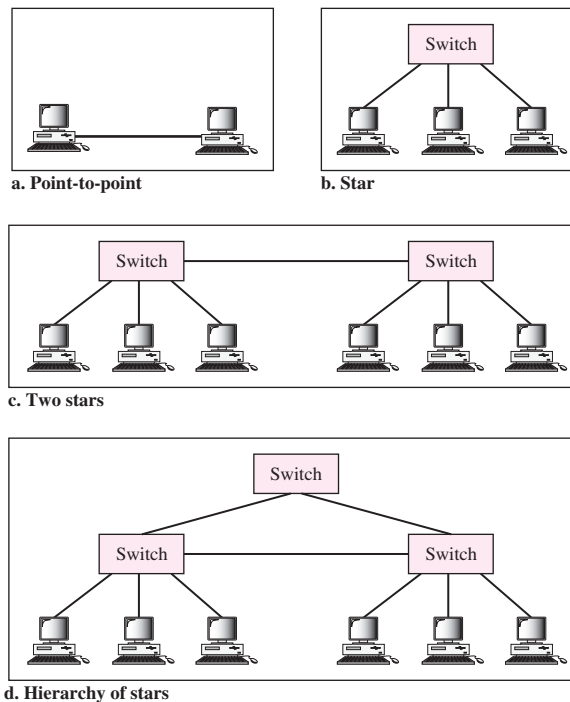 Switch
a. Point-to-point
b. Star
Switch
Switch
c. Two stars
Switch
Switch
Switch
d. Hierarchy of stars